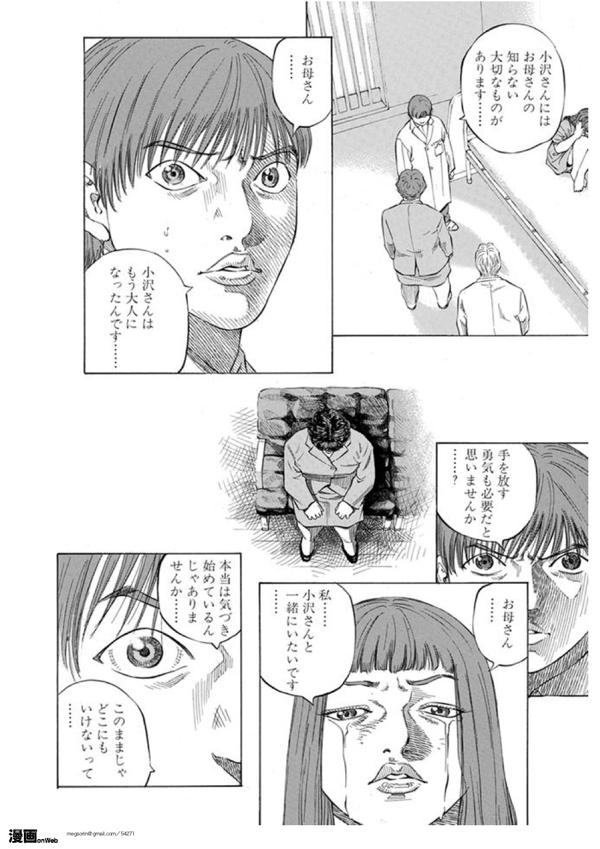 小沢さんには
お母さんの
知らない
大切なものが
あります……
お母さん
……
小沢さんは
もう大人に
なったんです……
手を放す
勇気も必要だと
思いませんか
……?
お母さん
私……
小沢さんと
一緒にいたいです
本当は気づき
始めているん
じゃありま
せんか……
このままじゃ
どこにも
いけないって
……
漫画onWeb
megaorin@gmail.com/54271